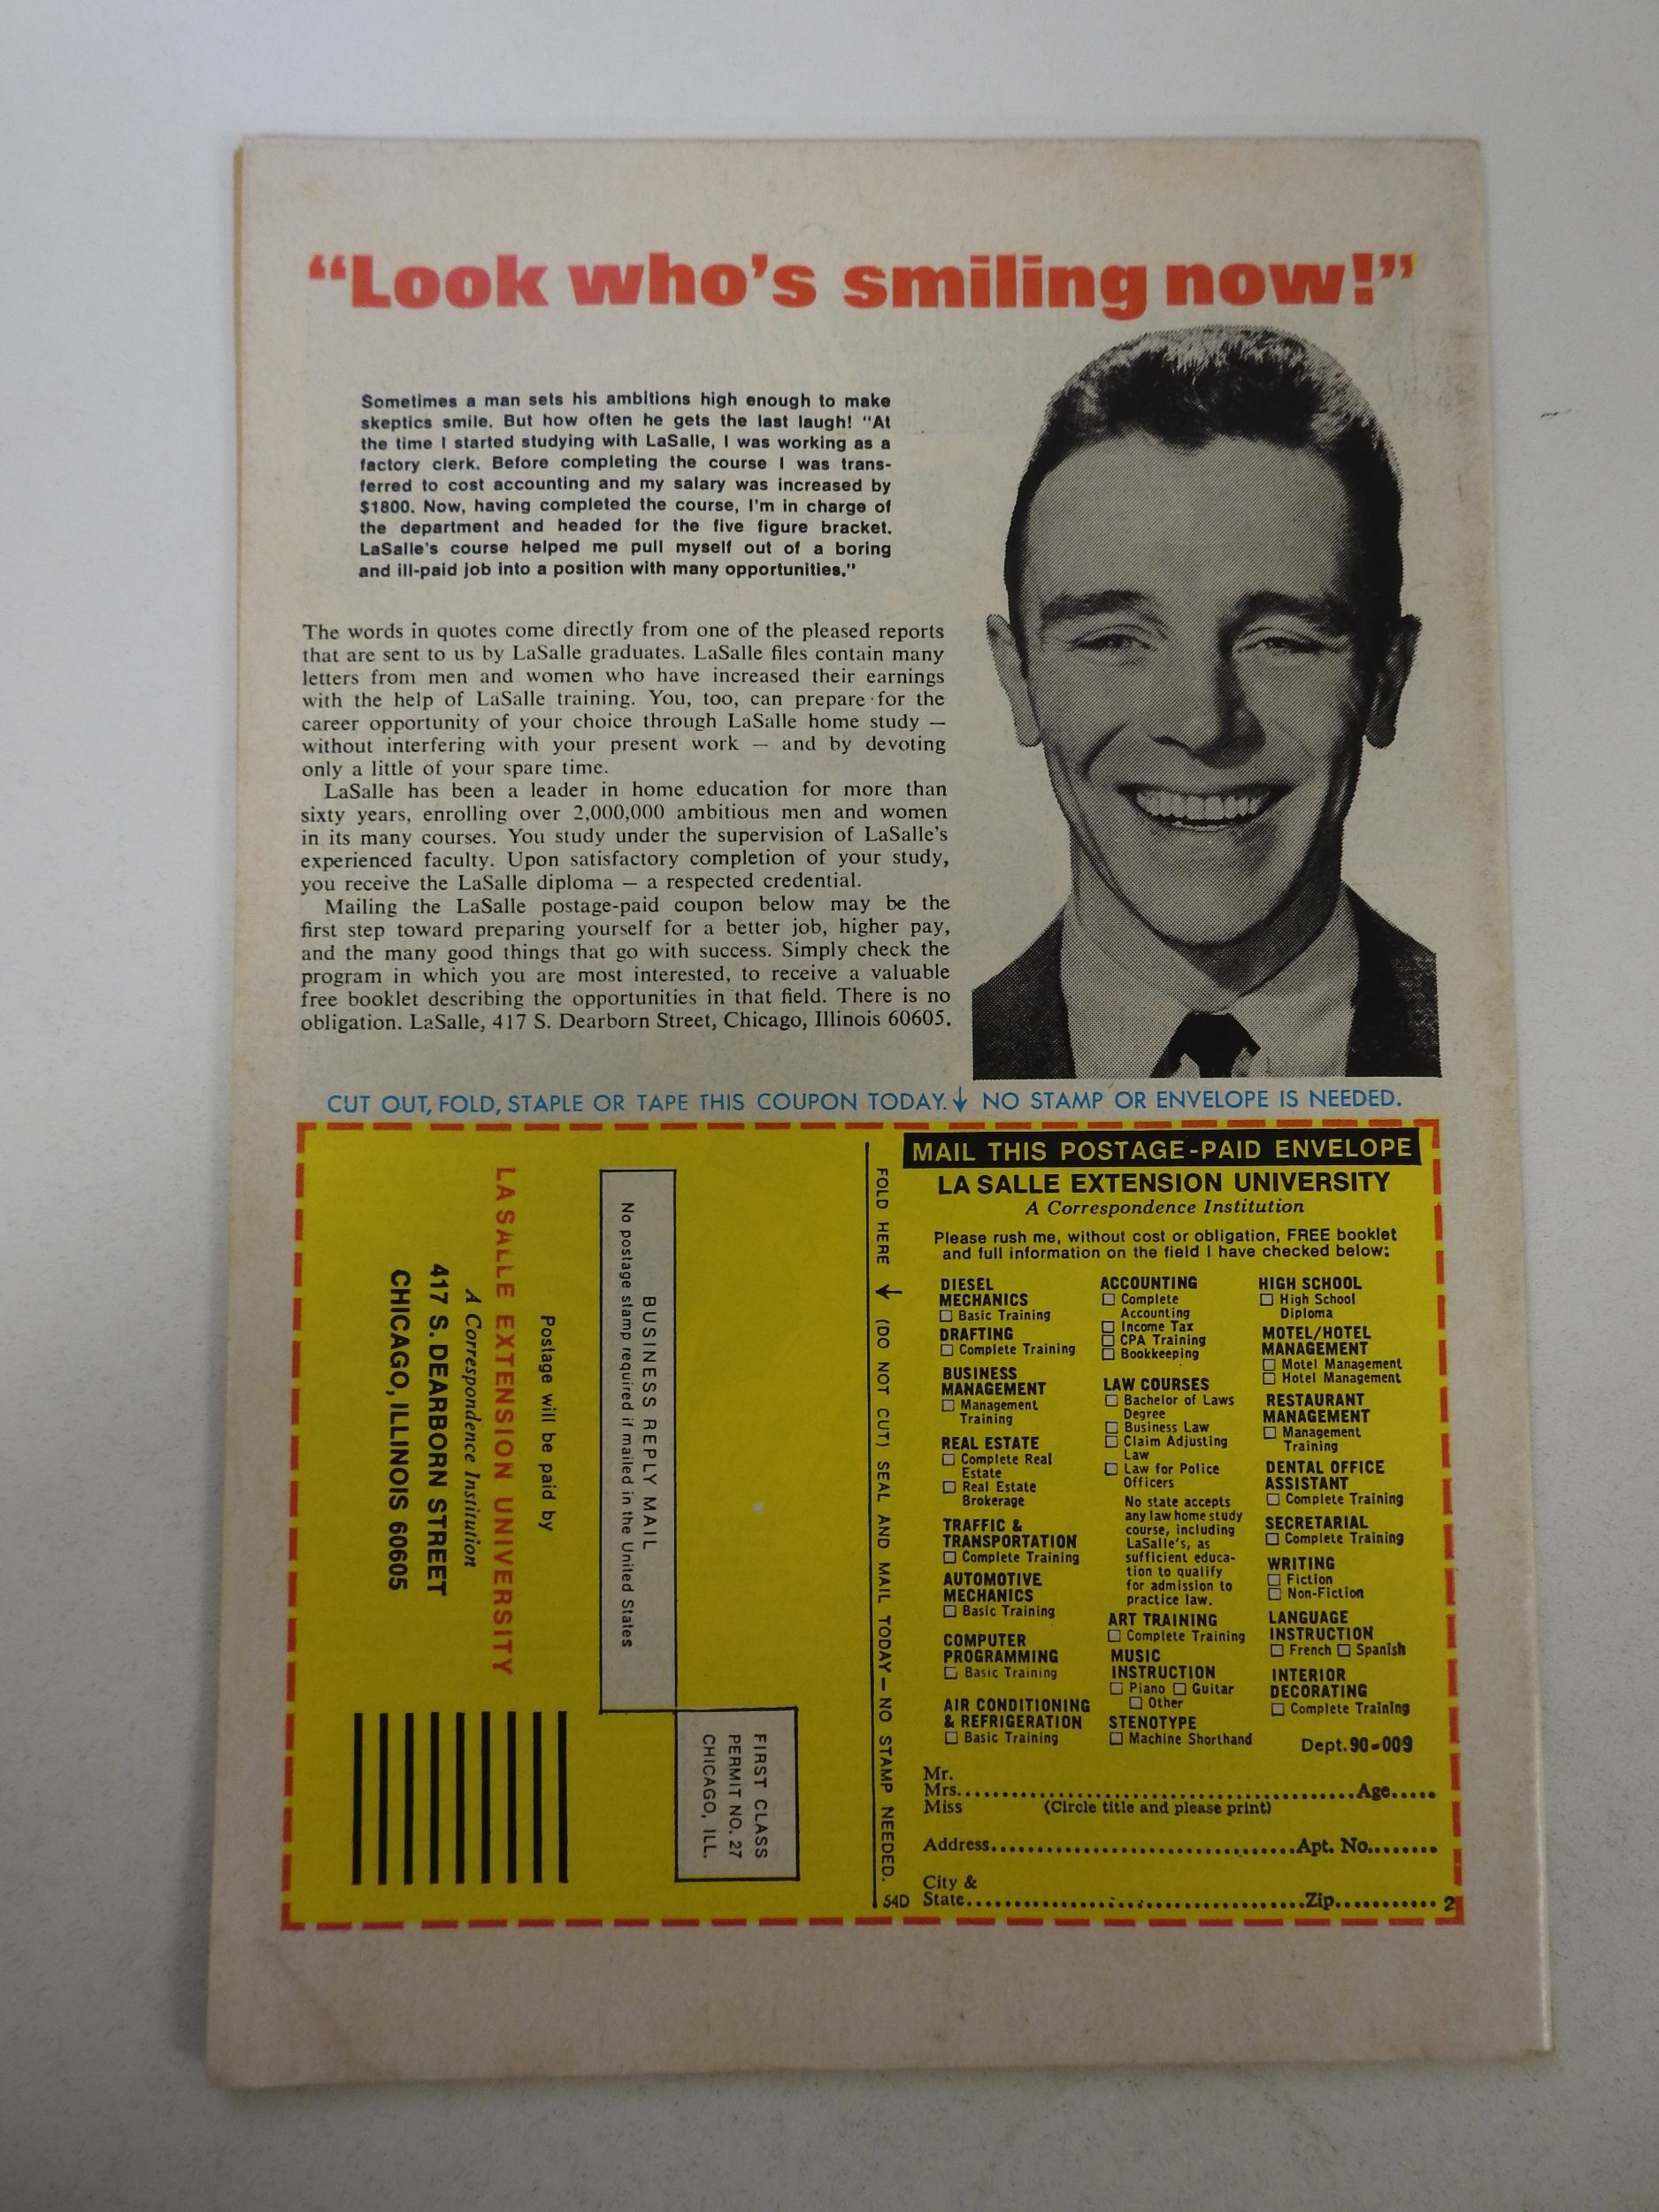 “Look who’s smiling now!”
Sometimes a man sets his ambitions high enough to make
skeptics smile. But how often he gets the last laugh! “At
the time I started studying with LaSalle, I was working as a
factory clerk. Before completing the course I was trans-
ferred to cost accounting and my salary was increased by
$1800. Now, having completed the course, I’m in charge of
the department and headed for the five figure bracket.
LaSalle’s course helped me pull myself out of a boring
and ill-paid job into a position with many opportunities.”
The words in quotes come directly from one of the pleased reports
that are sent to us by LaSalle graduates. LaSalle files contain many
letters from men and women who have increased their earnings
with the help of LaSalle training. You, too, can prepare for the
career opportunity of your choice through LaSalle home study —
without interfering with your present work — and by devoting
only a little of your spare time.
LaSalle has been a leader in home education for more than
sixty years, enrolling over 2,000,000 ambitious men and women
in its many courses. You study under the supervision of LaSalle’s
experienced faculty. Upon satisfactory completion of your study,
you receive the LaSalle diploma — a respected credential.
Mailing the LaSalle postage-paid coupon below may be the
first step toward preparing yourself for a better job, higher pay,
and the many good things that go with success. Simply check the
program in which you are most interested, to receive a valuable
free booklet describing the opportunities in that field. There is no
obligation. LaSalle, 417 S. Dearborn Street, Chicago, Illinois 60605.
CUT OUT, FOLD, STAPLE OR TAPE THIS COUPON TODAY. ↓ NO STAMP OR ENVELOPE IS NEEDED.
FIRST CLASS
PERMIT NO. 27
CHICAGO, ILL.
BUSINESS REPLY MAIL
No postage stamp required if mailed in the United States
Postage will be paid by
LA SALLE EXTENSION UNIVERSITY
A Correspondence Institution
417 S. DEARBORN STREET
CHICAGO, ILLINOIS 60605
FOLD HERE ↓ (DO NOT CUT) SEAL AND MAIL TODAY — NO STAMP NEEDED.
54D
MAIL THIS POSTAGE-PAID ENVELOPE
LA SALLE EXTENSION UNIVERSITY
A Correspondence Institution
Please rush me, without cost or obligation, FREE booklet
and full information on the field I have checked below:
DIESEL
MECHANICS
☐ Basic Training
DRAFTING
☐ Complete Training
BUSINESS
MANAGEMENT
☐ Management
Training
REAL ESTATE
☐ Complete Real
Estate
☐ Real Estate
Brokerage
TRAFFIC &
TRANSPORTATION
☐ Complete Training
AUTOMOTIVE
MECHANICS
☐ Basic Training
COMPUTER
PROGRAMMING
☐ Basic Training
AIR CONDITIONING
& REFRIGERATION
☐ Basic Training
ACCOUNTING
☐ Complete
Accounting
☐ Income Tax
☐ CPA Training
☐ Bookkeeping
LAW COURSES
☐ Bachelor of Laws
Degree
☐ Business Law
☐ Claim Adjusting
Law
☐ Law for Police
Officers
No state accepts
any law home study
course, including
LaSalle’s, as
sufficient educa-
tion to qualify
for admission to
practice law.
ART TRAINING
☐ Complete Training
MUSIC
INSTRUCTION
☐ Piano ☐ Guitar
☐ Other
STENOTYPE
☐ Machine Shorthand
HIGH SCHOOL
☐ High School
Diploma
MOTEL/HOTEL
MANAGEMENT
☐ Motel Management
☐ Hotel Management
RESTAURANT
MANAGEMENT
☐ Management
Training
DENTAL OFFICE
ASSISTANT
☐ Complete Training
SECRETARIAL
☐ Complete Training
WRITING
☐ Fiction
☐ Non-Fiction
LANGUAGE
INSTRUCTION
☐ French ☐ Spanish
INTERIOR
DECORATING
☐ Complete Training
Dept. 90-009
Mr.
Mrs. Age
Miss (Circle title and please print)
Address Apt. No.
City &
State Zip 2